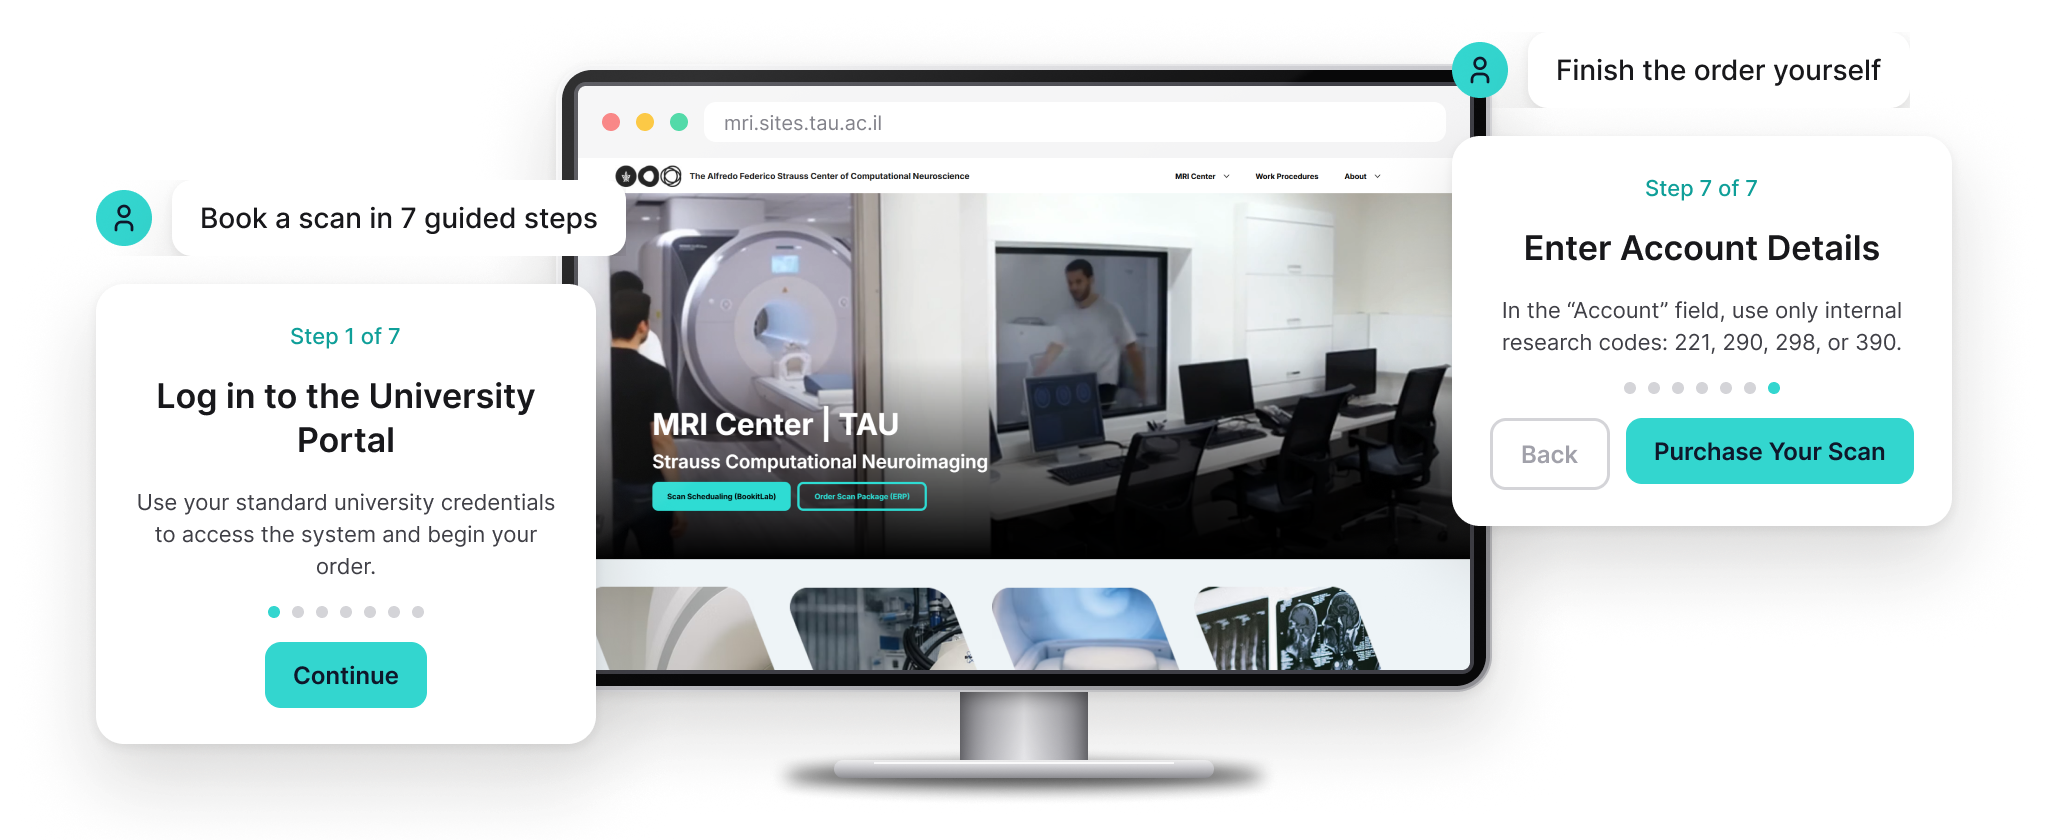 Finish the order yourself
mri.sites.tau.ac.il
The Alfredo Federico Strauss Center of Computational Neuroscience
MRI Center
Work Procedures
About
Book a scan in 7 guided steps
Step 1 of 7
Log in to the University
Portal
Use your standard university credentials
to access the system and begin your
order.
Continue
MRI Center | TAU
Strauss Computational Neuroimaging
Scan Schedualing (BookitLab)
Order Scan Package (ERP)
Step 7 of 7
Enter Account Details
In the “Account” field, use only internal
research codes: 221, 290, 298, or 390.
Back
Purchase Your Scan